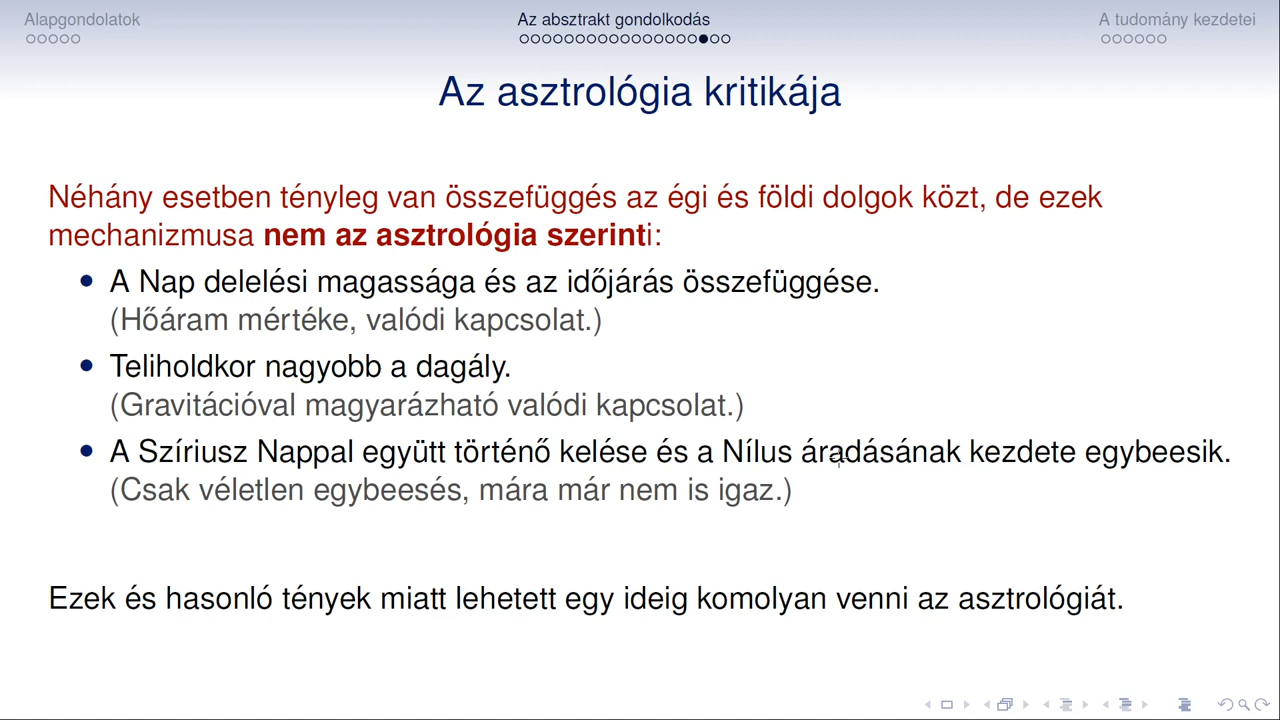 Alapgondolatok
Az absztrakt gondolkodás
A tudomány kezdetei
Az asztrológia kritikája
Néhány esetben tényleg van összefüggés az égi és földi dolgok közt, de ezek
mechanizmusa nem az asztrológia szerinti:
A Nap delelési magassága és az időjárás összefüggése.
(Hőáram mértéke, valódi kapcsolat.)
Teliholdkor nagyobb a dagály.
(Gravitációval magyarázható valódi kapcsolat.)
A Szíriusz Nappal együtt történő kelése és a Nílus áradásának kezdete egybeesik.
(Csak véletlen egybeesés, mára már nem is igaz.)
Ezek és hasonló tények miatt lehetett egy ideig komolyan venni az asztrológiát.